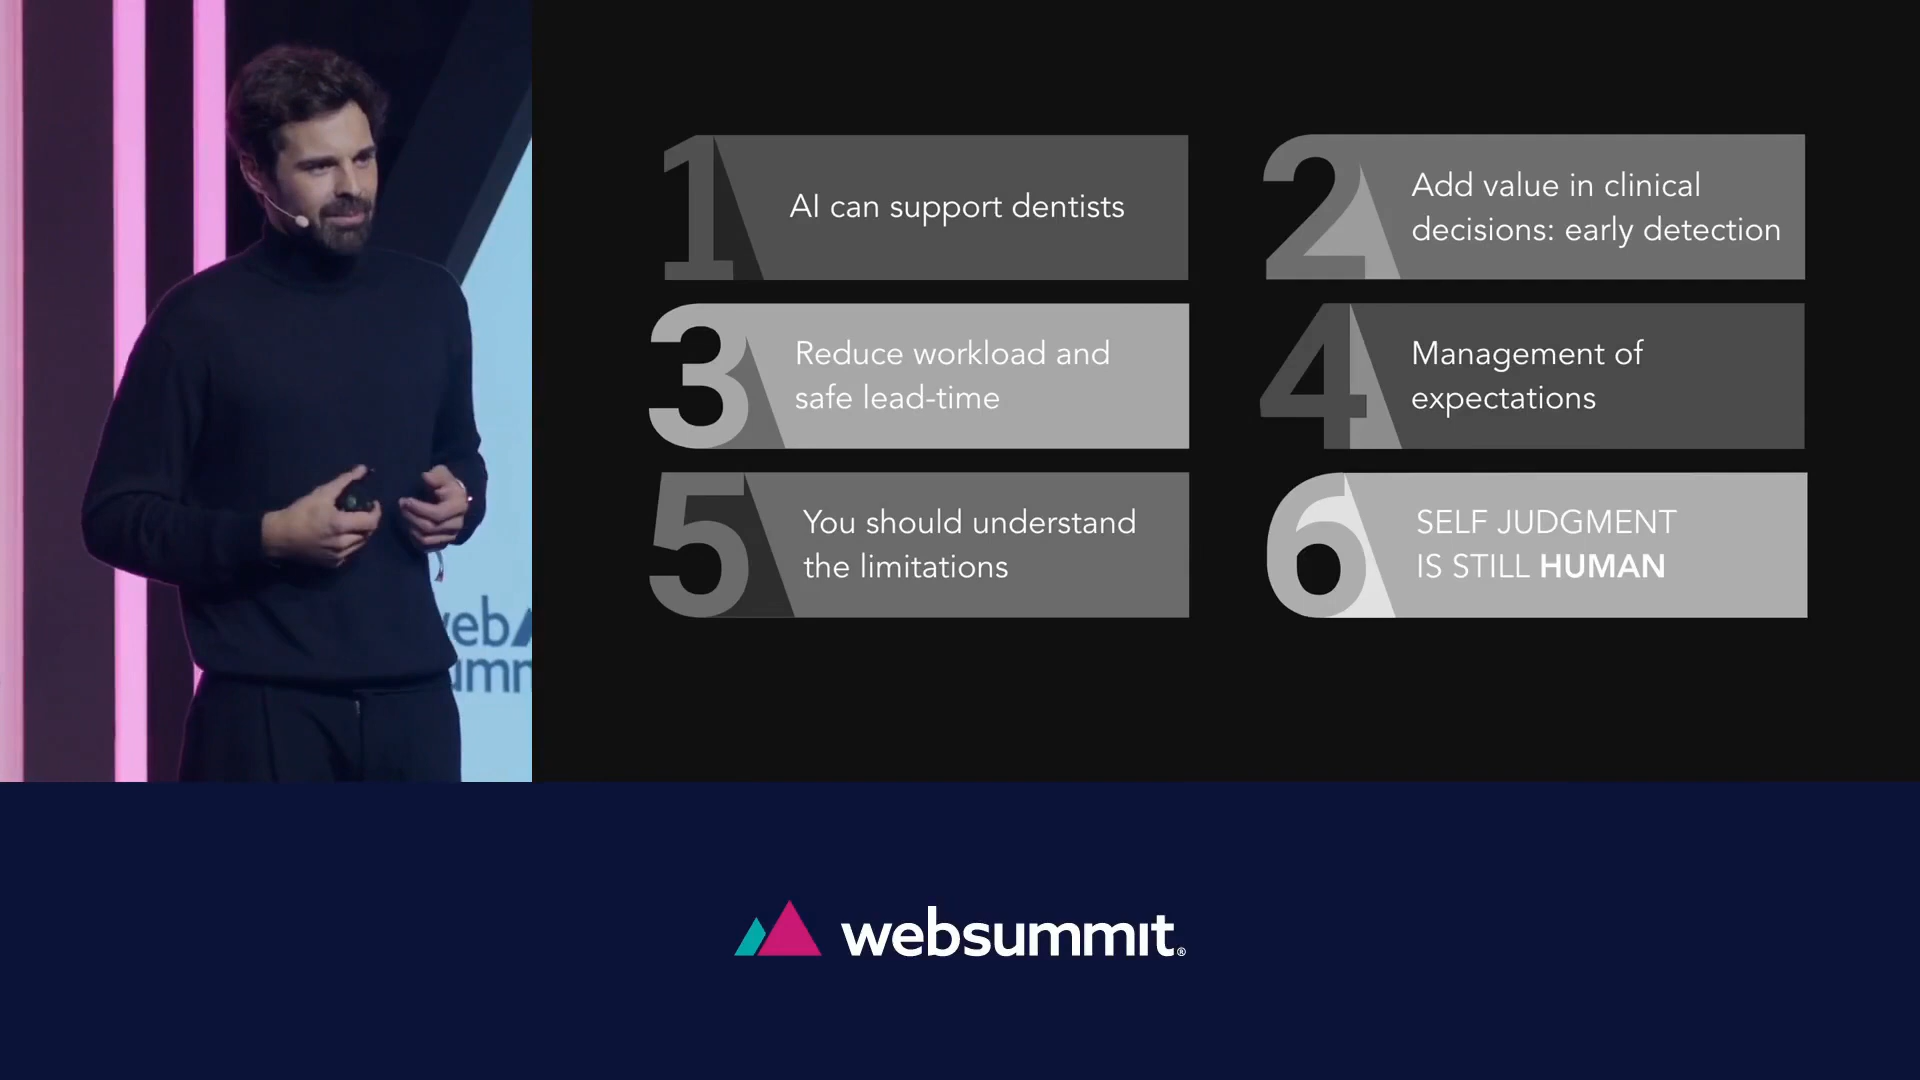 1
AI can support dentists
2
Add value in clinical
decisions: early detection
3
Reduce workload and
safe lead-time
4
Management of
expectations
5
You should understand
the limitations
6
SELF JUDGMENT
IS STILL HUMAN
websummit®